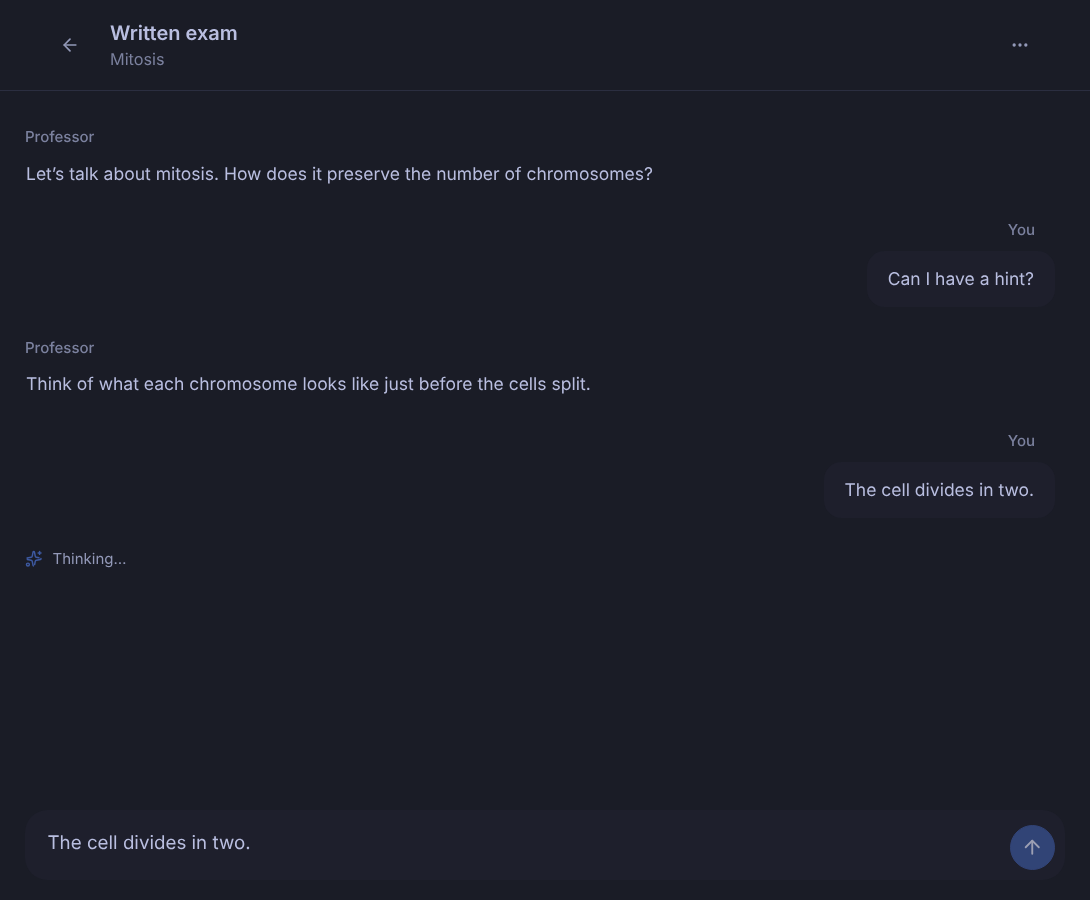 Written exam
Mitosis
Professor
Let’s talk about mitosis. How does it preserve the number of chromosomes?
You
Can I have a hint?
Professor
Think of what each chromosome looks like just before the cells split.
You
The cell divides in two.
Thinking...
The cell divides in two.